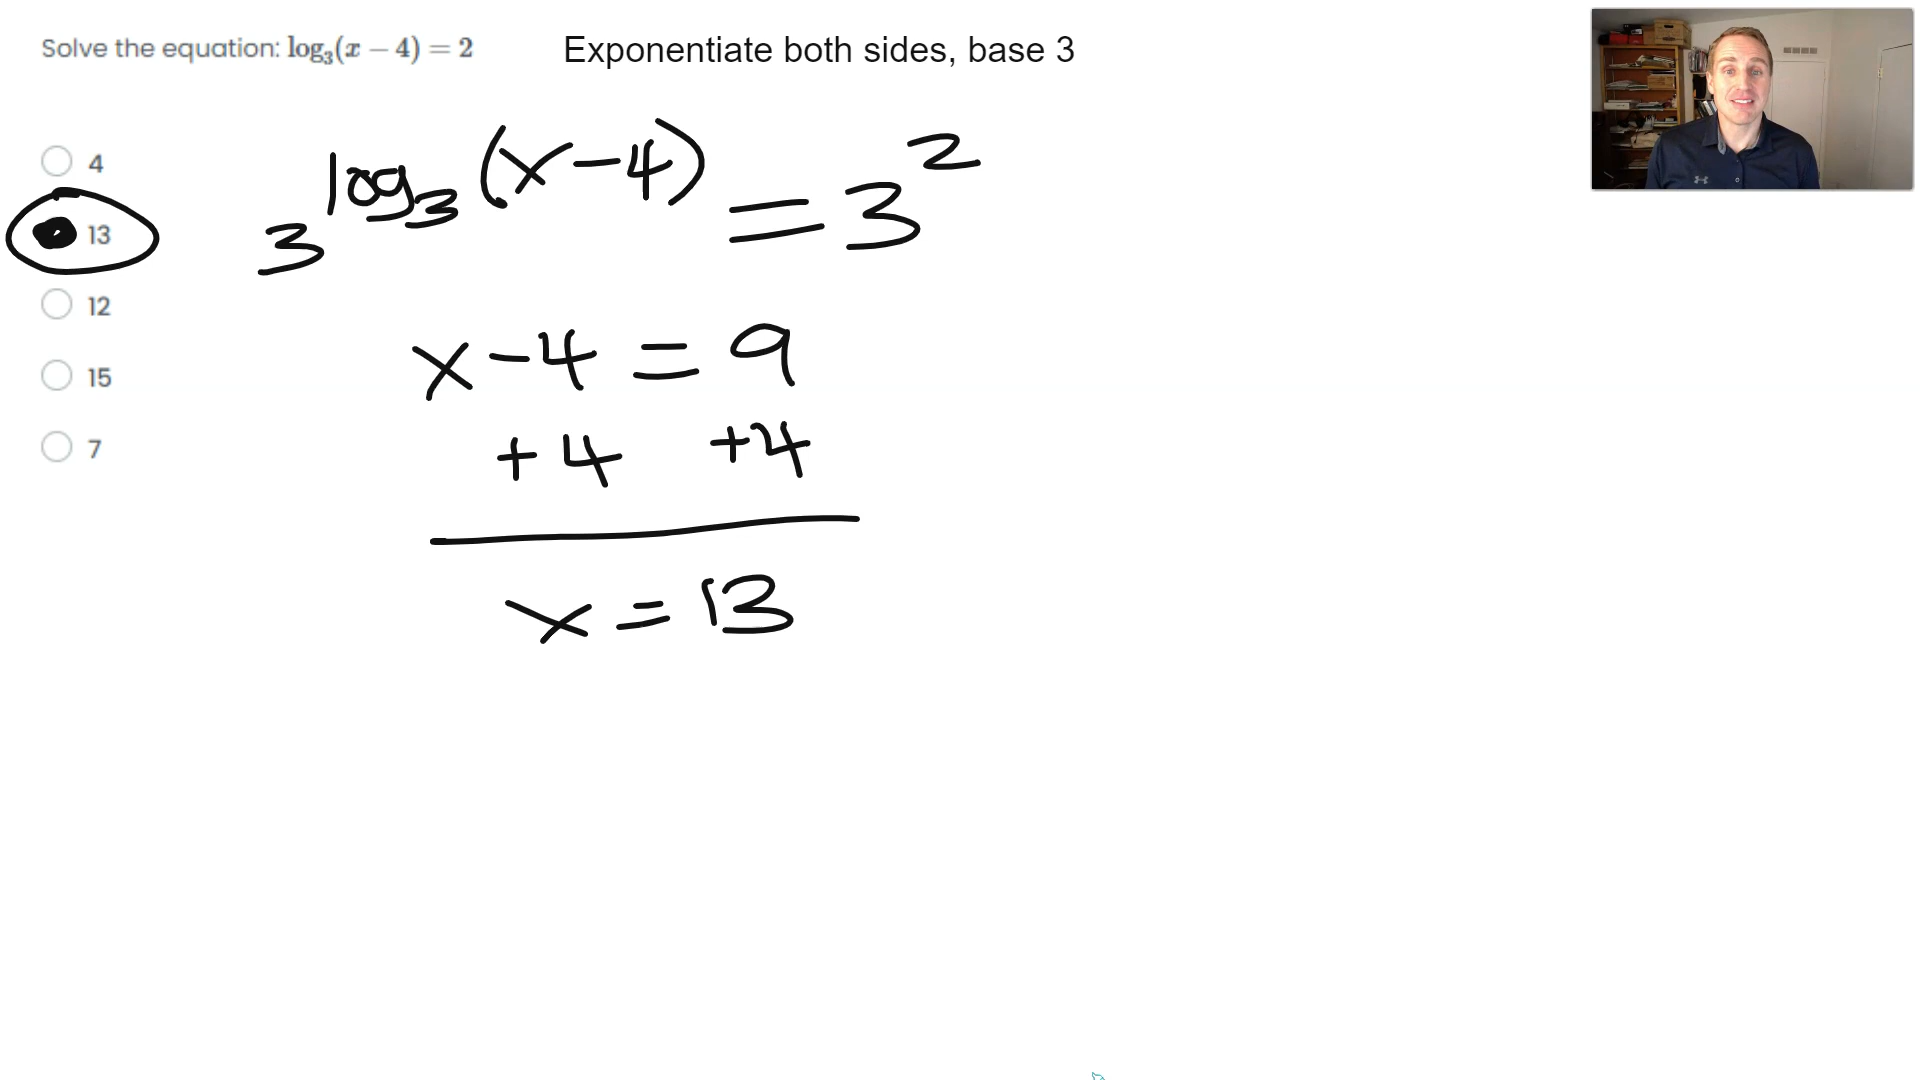 Solve the equation: log₃(x − 4) = 2
Exponentiate both sides, base 3
4
13
12
15
7
3^(log₃(x-4)) = 3²
x-4 = 9
+4 +4
x = 13